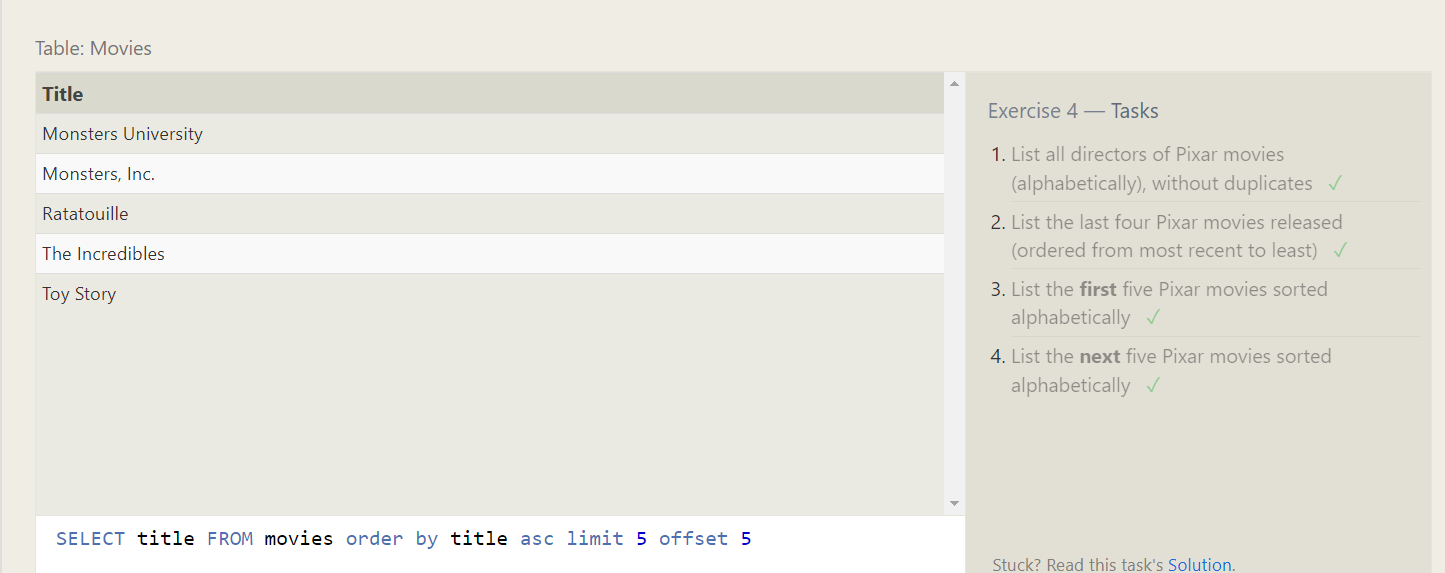 Table: Movies
Title
Monsters University
Monsters, Inc.
Ratatouille
The Incredibles
Toy Story
SELECT title FROM movies order by title asc limit 5 offset 5
Exercise 4 — Tasks
1. List all directors of Pixar movies
(alphabetically), without duplicates ✓
2. List the last four Pixar movies released
(ordered from most recent to least) ✓
3. List the first five Pixar movies sorted
alphabetically ✓
4. List the next five Pixar movies sorted
alphabetically ✓
Stuck? Read this task's Solution.